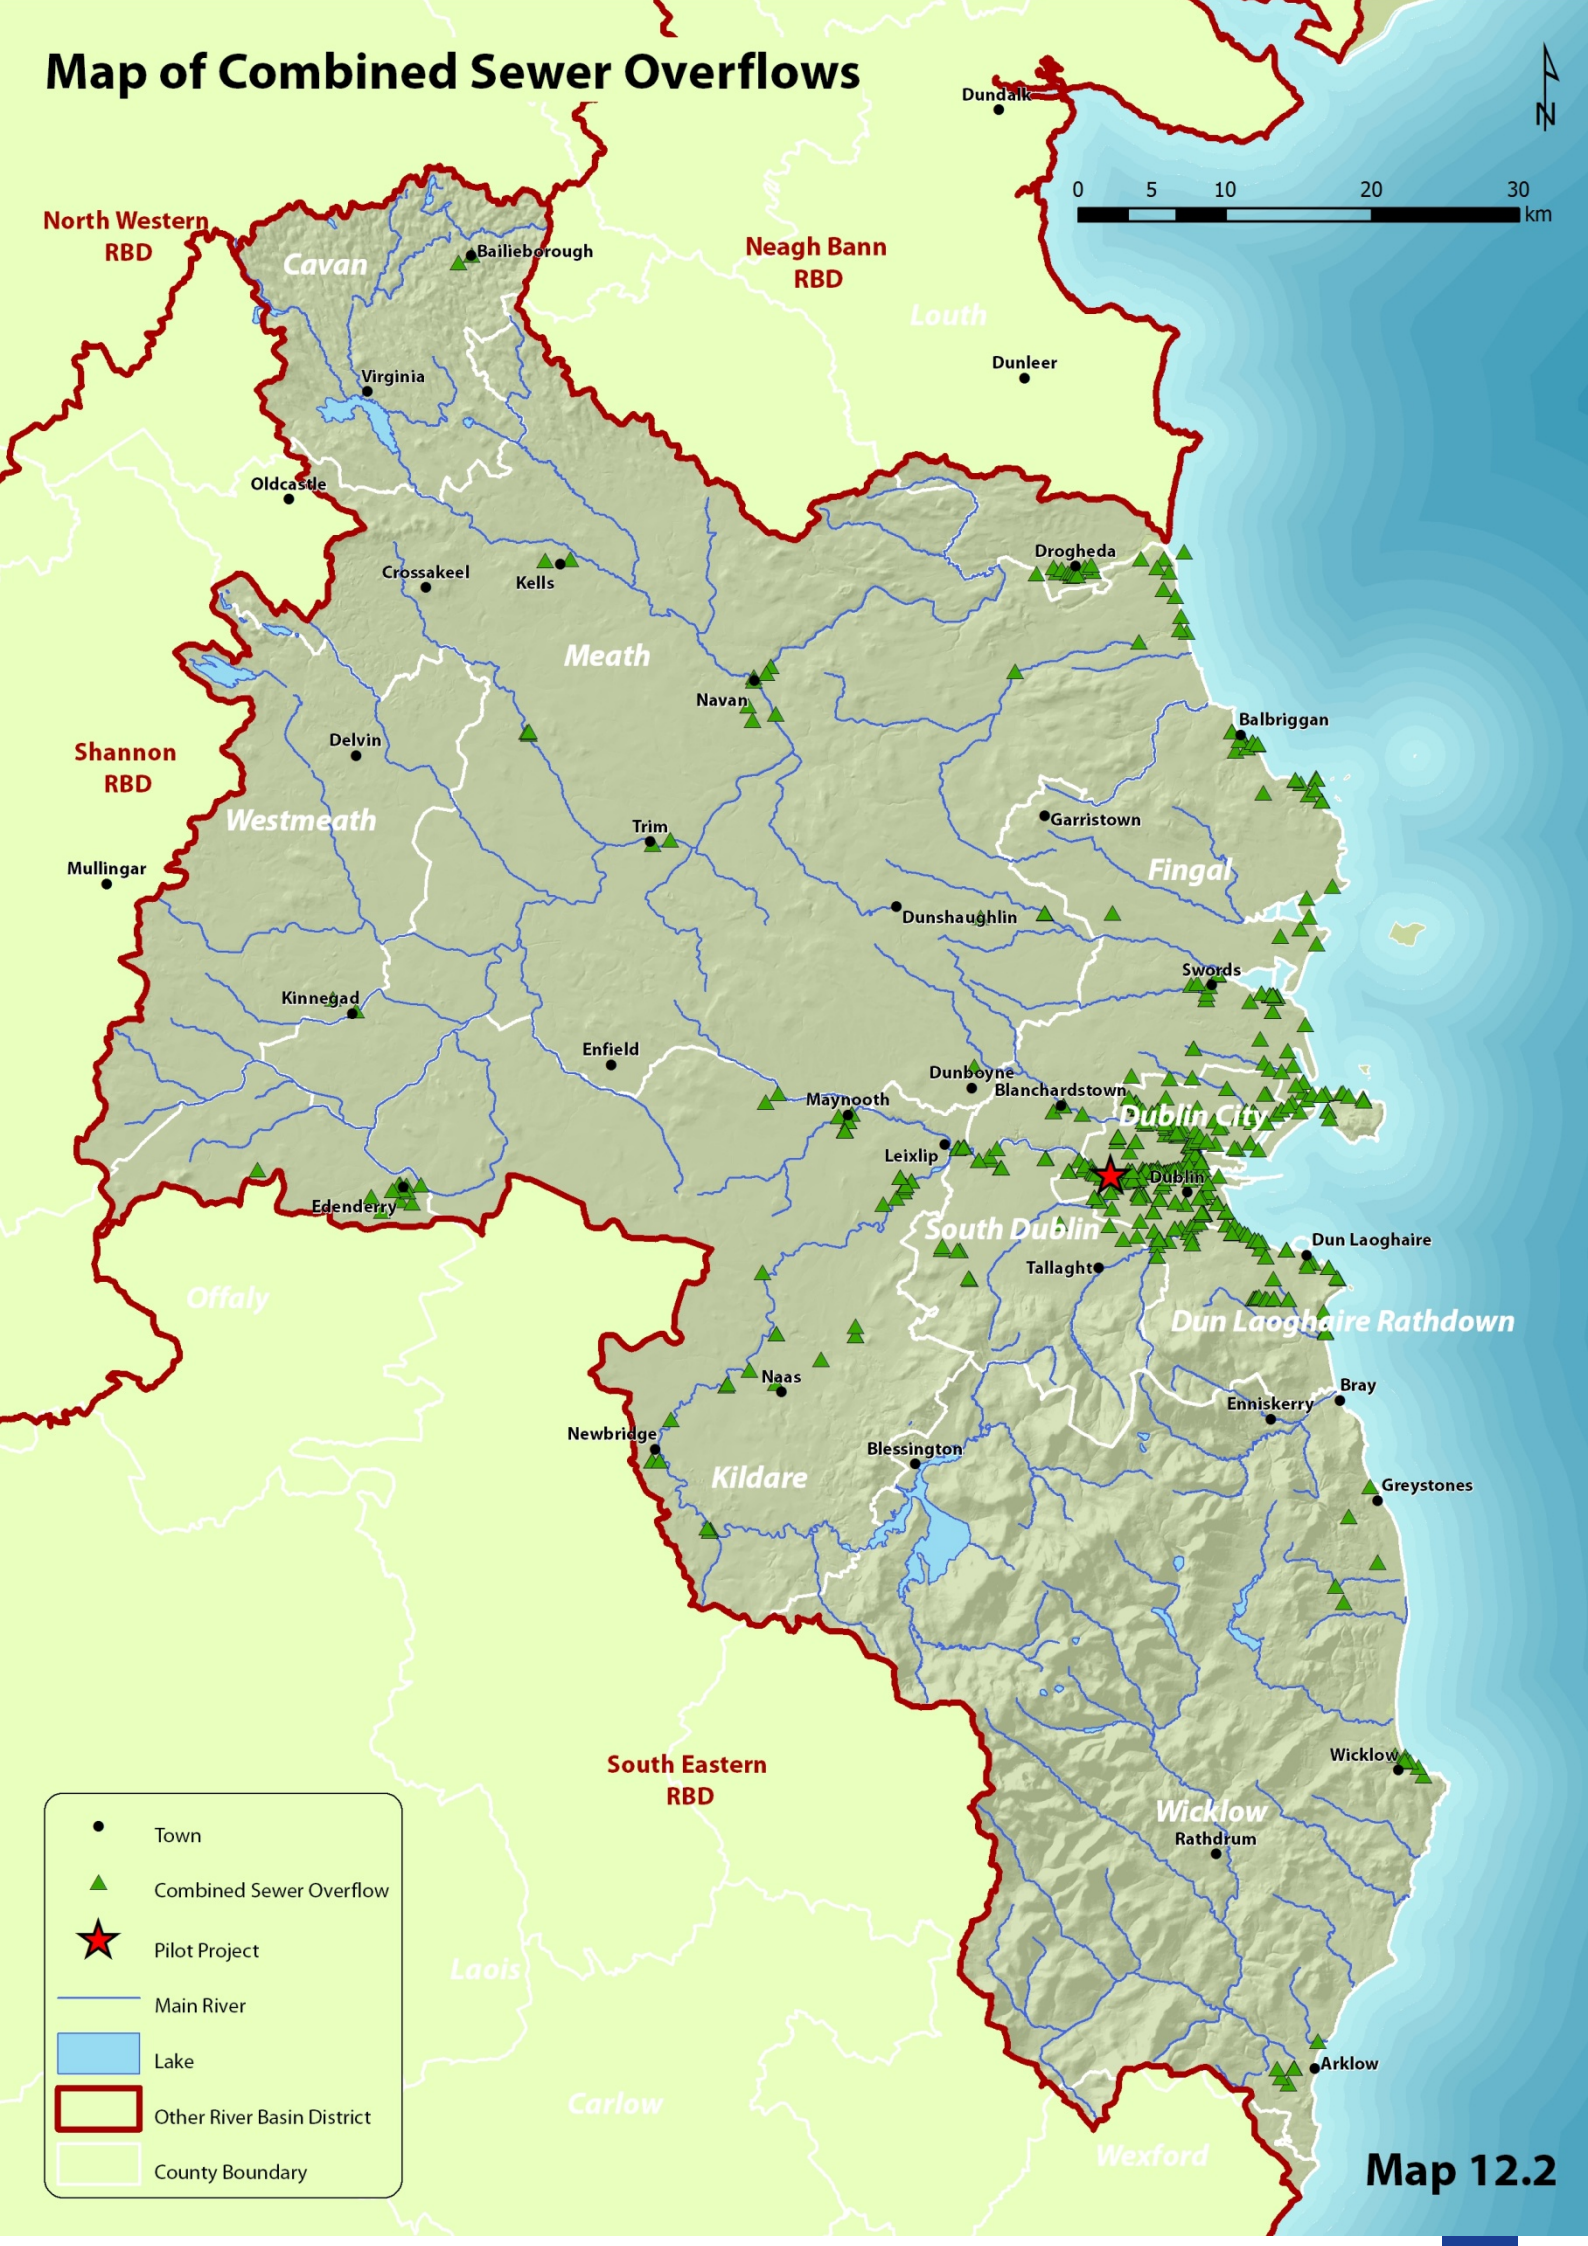 Map of Combined Sewer Overflows
Dundalk
N
0 5 10 20 30
km
North Western
RBD
Cavan
Bailieborough
Neagh Bann
RBD
Louth
Dunleer
Virginia
Oldcastle
Drogheda
Crossakeel
Kells
Meath
Navan
Balbriggan
Shannon
RBD
Delvin
Westmeath
Trim
Garristown
Mullingar
Fingal
Dunshaughlin
Swords
Kinnegad
Enfield
Dunboyne
Blanchardstown
Maynooth
Dublin City
Leixlip
Dublin
Edenderry
South Dublin
Dun Laoghaire
Tallaght
Offaly
Dun Laoghaire Rathdown
Naas
Bray
Enniskerry
Newbridge
Blessington
Kildare
Greystones
South Eastern
RBD
Wicklow
Wicklow
Rathdrum
Town
Combined Sewer Overflow
Pilot Project
Laois
Main River
Lake
Arklow
Carlow
Other River Basin District
Wexford
County Boundary
Map 12.2